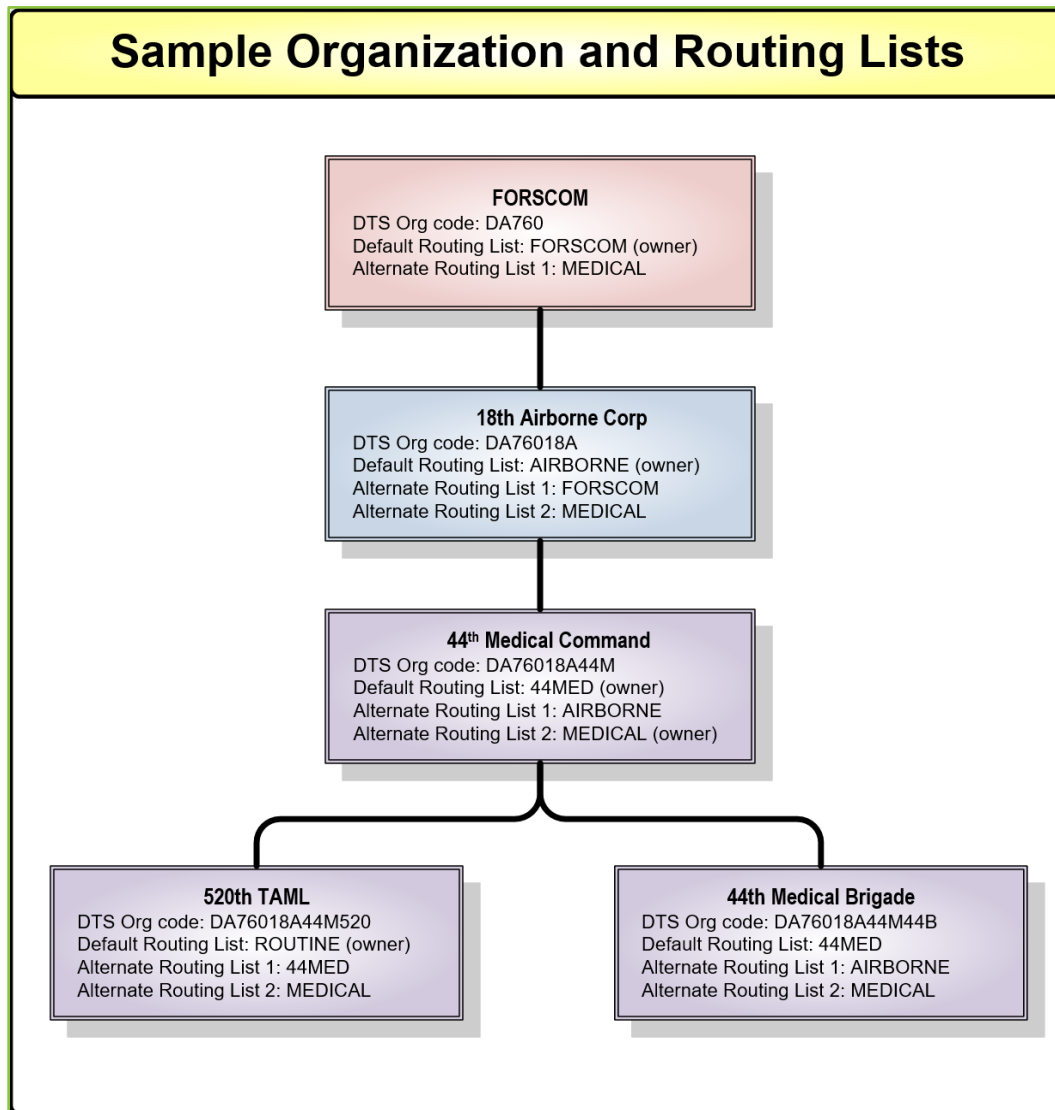 Sample Organization and Routing Lists
FORSCOM
DTS Org code: DA760
Default Routing List: FORSCOM (owner)
Alternate Routing List 1: MEDICAL
18th Airborne Corp
DTS Org code: DA76018A
Default Routing List: AIRBORNE (owner)
Alternate Routing List 1: FORSCOM
Alternate Routing List 2: MEDICAL
44th Medical Command
DTS Org code: DA76018A44M
Default Routing List: 44MED (owner)
Alternate Routing List 1: AIRBORNE
Alternate Routing List 2: MEDICAL (owner)
520th TAML
DTS Org code: DA76018A44M520
Default Routing List: ROUTINE (owner)
Alternate Routing List 1: 44MED
Alternate Routing List 2: MEDICAL
44th Medical Brigade
DTS Org code: DA76018A44M44B
Default Routing List: 44MED
Alternate Routing List 1: AIRBORNE
Alternate Routing List 2: MEDICAL